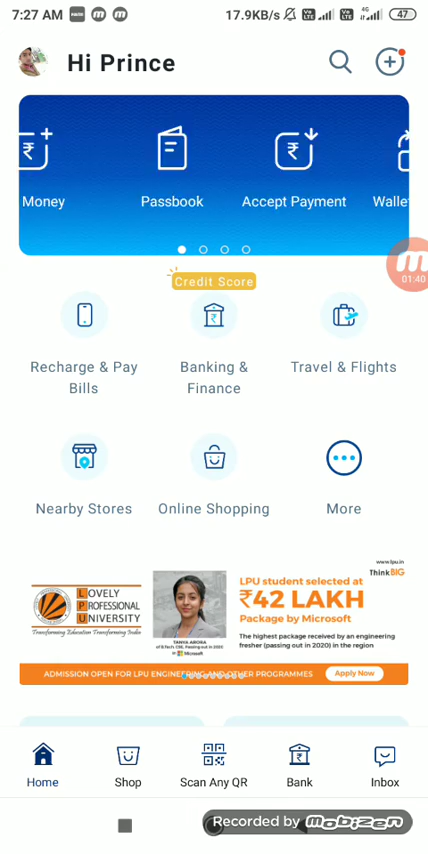 7:27 AM
17.9KB/s
4G
47
Hi Prince
Money
Passbook
Accept Payment
Walle
01:40
Credit Score
Recharge & Pay
Bills
Banking &
Finance
Travel & Flights
Nearby Stores
Online Shopping
More
www.lpu.in
ThinkBIG
LOVELY
PROFESSIONAL
UNIVERSITY
Transforming Education Transforming India
TANYA ARORA
of B.Tech. CSE, Passing out in 2020
Microsoft
LPU student selected at
₹42 LAKH
Package by Microsoft
The highest package received by an engineering
fresher (passing out in 2020) in the region
ADMISSION OPEN FOR LPU ENGINEERING AND OTHER PROGRAMMES
Apply Now
Home
Shop
Scan Any QR
Bank
Inbox
Recorded by mobizen